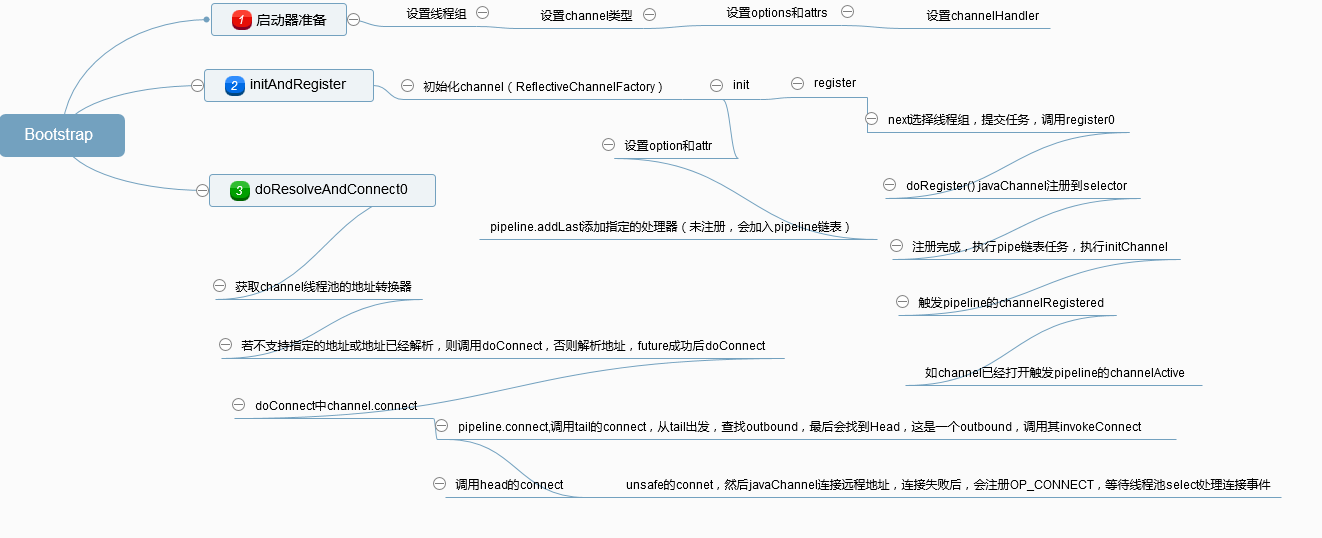 Bootstrap
1 启动器准备
设置线程组
设置channel类型
设置options和attrs
设置channelHandler
2 initAndRegister
初始化channel（ReflectiveChannelFactory）
init
register
next选择线程组，提交任务，调用register0
设置option和attr
doRegister() javaChannel注册到selector
pipeline.addLast添加指定的处理器（未注册，会加入pipeline链表）
注册完成，执行pipe链表任务，执行initChannel
触发pipeline的channelRegistered
如channel已经打开触发pipeline的channelActive
3 doResolveAndConnect0
获取channel线程池的地址转换器
若不支持指定的地址或地址已经解析，则调用doConnect，否则解析地址，future成功后doConnect
doConnect中channel.connect
pipeline.connect,调用tail的connect，从tail出发，查找outbound，最后会找到Head，这是一个outbound，调用其invokeConnect
调用head的connect
unsafe的connet，然后javaChannel连接远程地址，连接失败后，会注册OP_CONNECT，等待线程池select处理连接事件